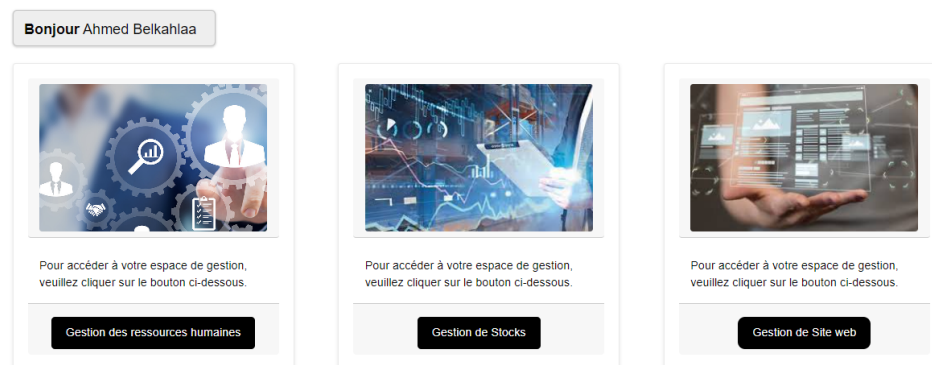 Bonjour Ahmed Belkahlaa
Pour accéder à votre espace de gestion,
veuillez cliquer sur le bouton ci-dessous.
Gestion des ressources humaines
Pour accéder à votre espace de gestion,
veuillez cliquer sur le bouton ci-dessous.
Gestion de Stocks
Pour accéder à votre espace de gestion,
veuillez cliquer sur le bouton ci-dessous.
Gestion de Site web